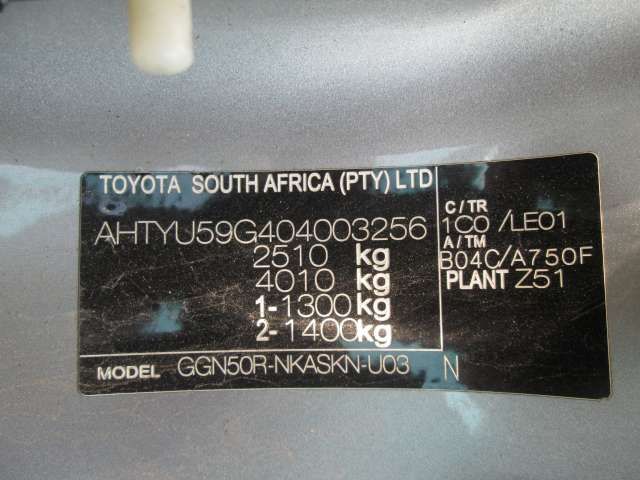 TOYOTA SOUTH AFRICA (PTY) LTD
AHTYU59G404003256
2510 kg
4010 kg
1-1300 kg
2-1400 kg
MODEL GGN50R-NKASKN-U03 N
C/TR
1C0 /LE01
A/TM
B04C/A750F
PLANT Z51